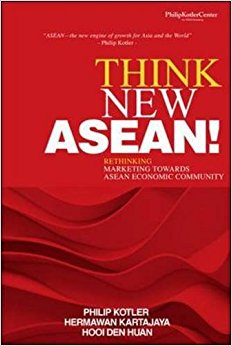 PhilipKotlerCenter
"ASEAN—the new engine of growth for Asia and the World"
- Philip Kotler -
THINK
NEW
ASEAN!
RETHINKING
MARKETING TOWARDS
ASEAN ECONOMIC COMMUNITY
PHILIP KOTLER
HERMAWAN KARTAJAYA
HOOI DEN HUAN